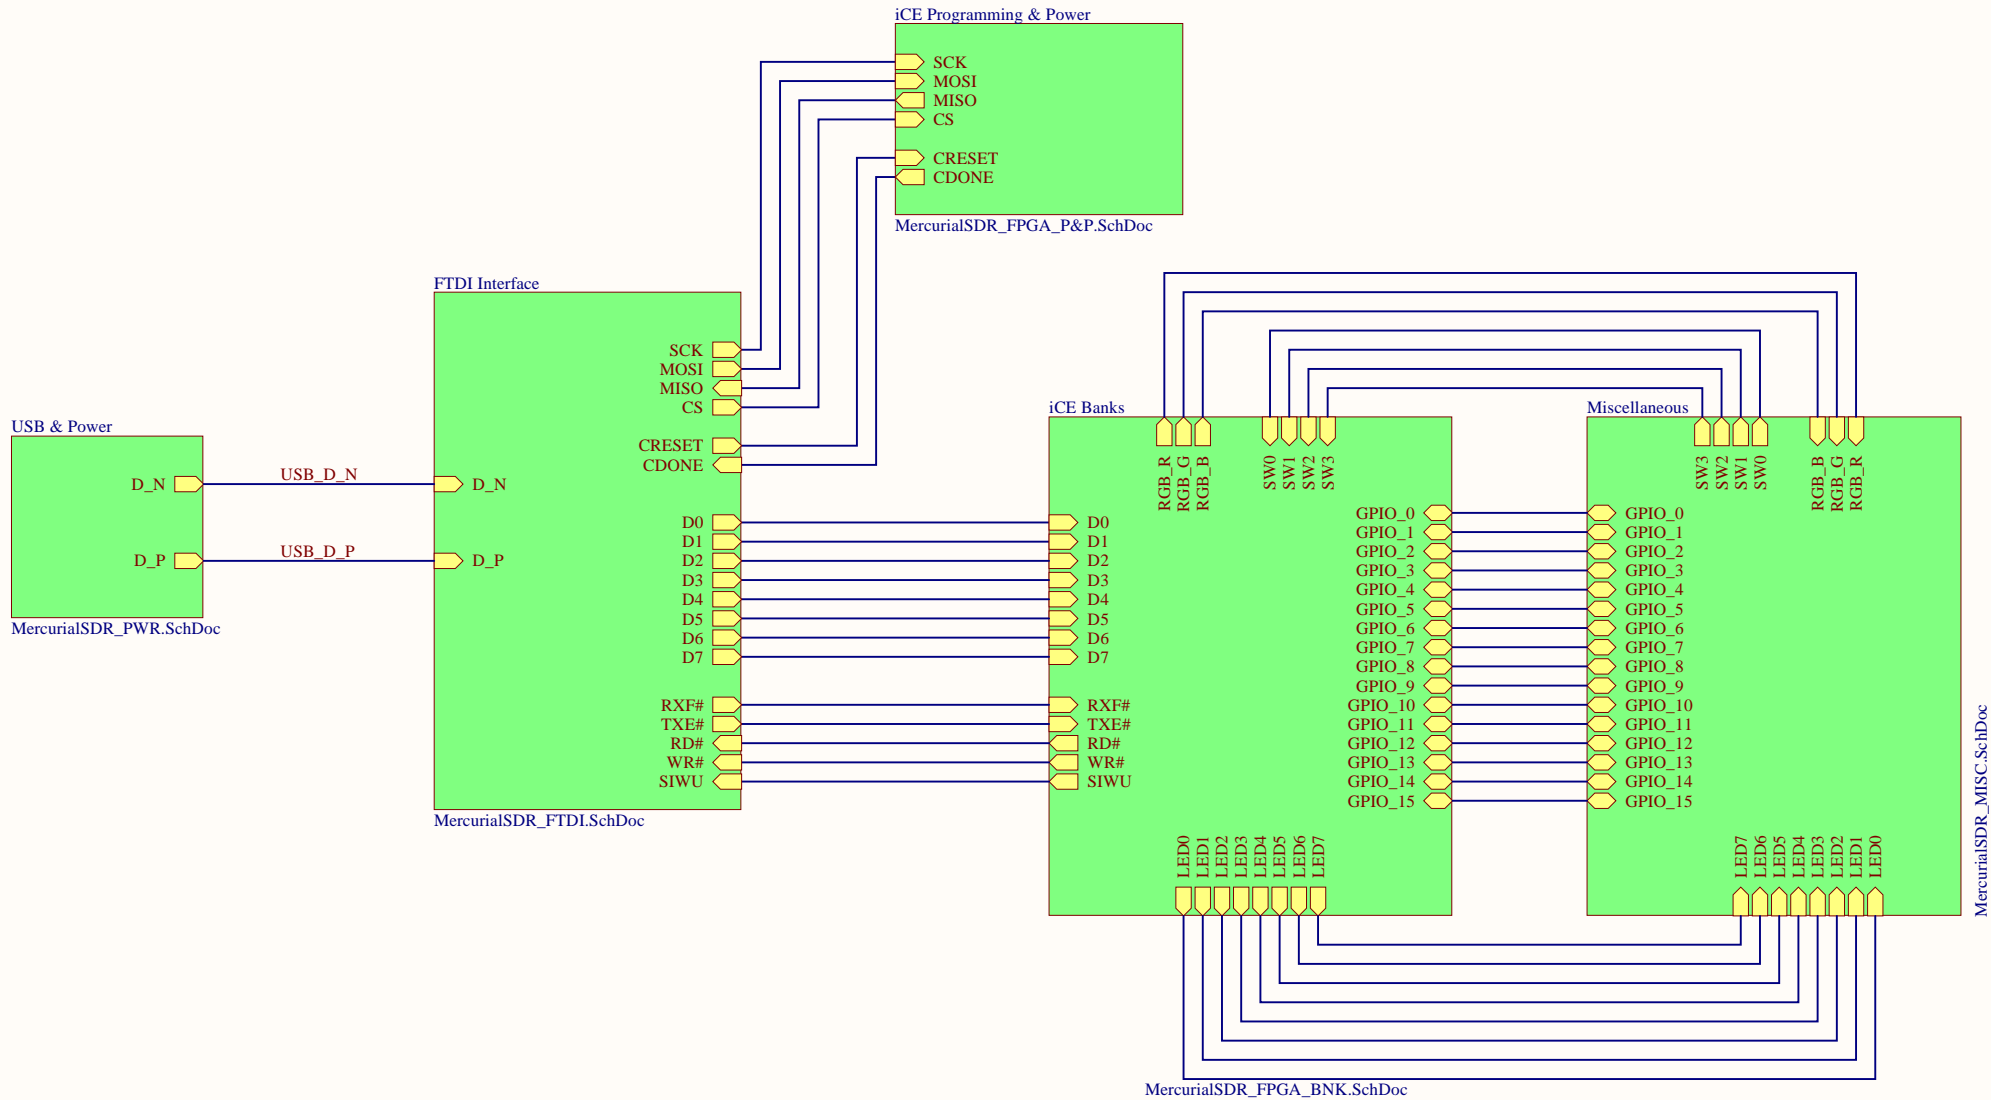 iCE Programming & Power
SCK
MOSI
MISO
CS
CRESET
CDONE
MercurialSDR_FPGA_P&P.SchDoc
FTDI Interface
SCK
MOSI
MISO
CS
CRESET
CDONE
D_N
D_P
D0
D1
D2
D3
D4
D5
D6
D7
RXF#
TXE#
RD#
WR#
SIWU
MercurialSDR_FTDI.SchDoc
USB & Power
D_N
D_P
MercurialSDR_PWR.SchDoc
USB_D_N
USB_D_P
iCE Banks
RGB_R
RGB_G
RGB_B
SW0
SW1
SW2
SW3
D0
D1
D2
D3
D4
D5
D6
D7
RXF#
TXE#
RD#
WR#
SIWU
GPIO_0
GPIO_1
GPIO_2
GPIO_3
GPIO_4
GPIO_5
GPIO_6
GPIO_7
GPIO_8
GPIO_9
GPIO_10
GPIO_11
GPIO_12
GPIO_13
GPIO_14
GPIO_15
LED0
LED1
LED2
LED3
LED4
LED5
LED6
LED7
MercurialSDR_FPGA_BNK.SchDoc
Miscellaneous
SW3
SW2
SW1
SW0
RGB_B
RGB_G
RGB_R
GPIO_0
GPIO_1
GPIO_2
GPIO_3
GPIO_4
GPIO_5
GPIO_6
GPIO_7
GPIO_8
GPIO_9
GPIO_10
GPIO_11
GPIO_12
GPIO_13
GPIO_14
GPIO_15
LED7
LED6
LED5
LED4
LED3
LED2
LED1
LED0
MercurialSDR_MISC.SchDoc